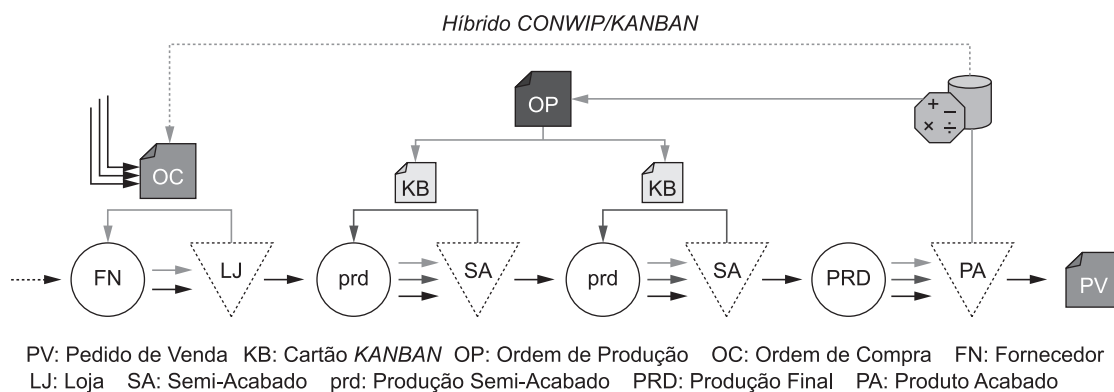 Híbrido CONWIP/KANBAN
OP
+ − × ÷
OC
KB KB
FN LJ prd SA prd SA PRD PA PV
PV: Pedido de Venda KB: Cartão KANBAN OP: Ordem de Produção OC: Ordem de Compra FN: Fornecedor
LJ: Loja SA: Semi-Acabado prd: Produção Semi-Acabado PRD: Produção Final PA: Produto Acabado